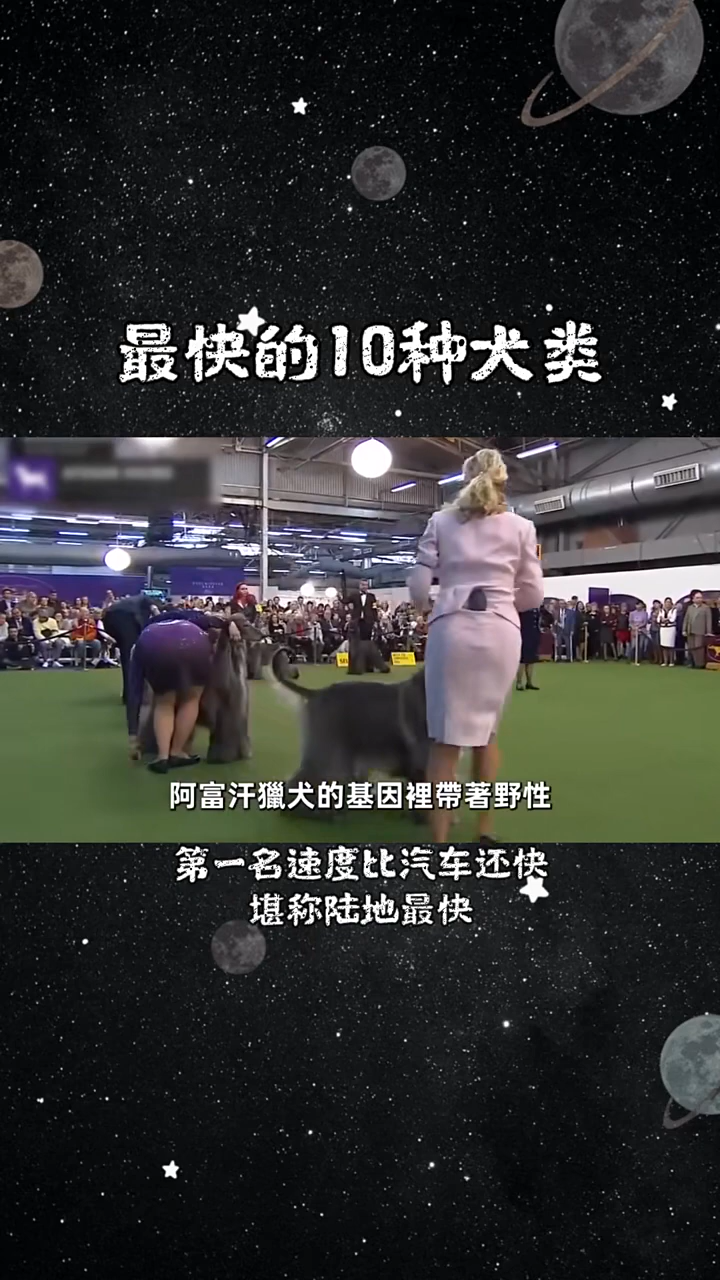 最快的10种犬类
阿富汗獵犬的基因裡帶著野性
第一名速度比汽车还快
堪称陆地最快